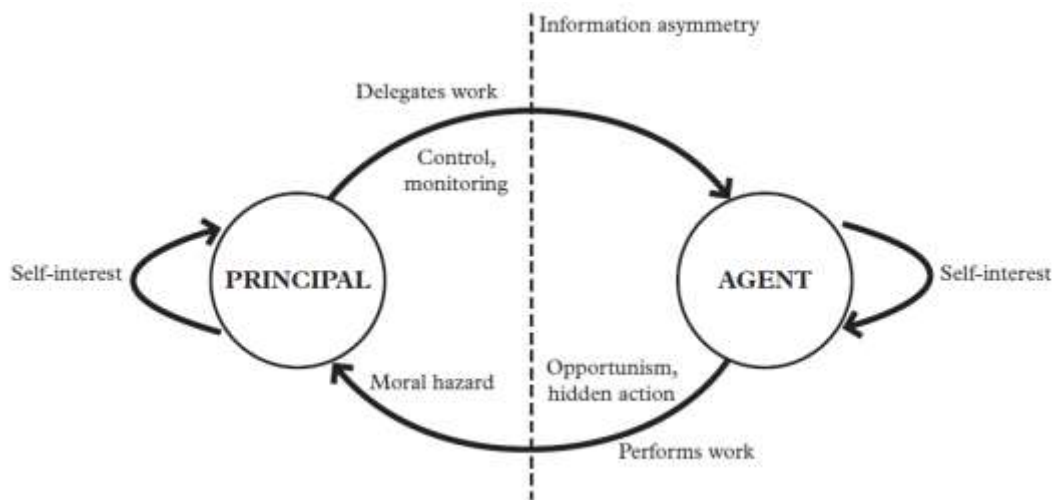 Information asymmetry
Delegates work
Control,
monitoring
Self-interest
PRINCIPAL
AGENT
Self-interest
Moral hazard
Opportunism,
hidden action
Performs work